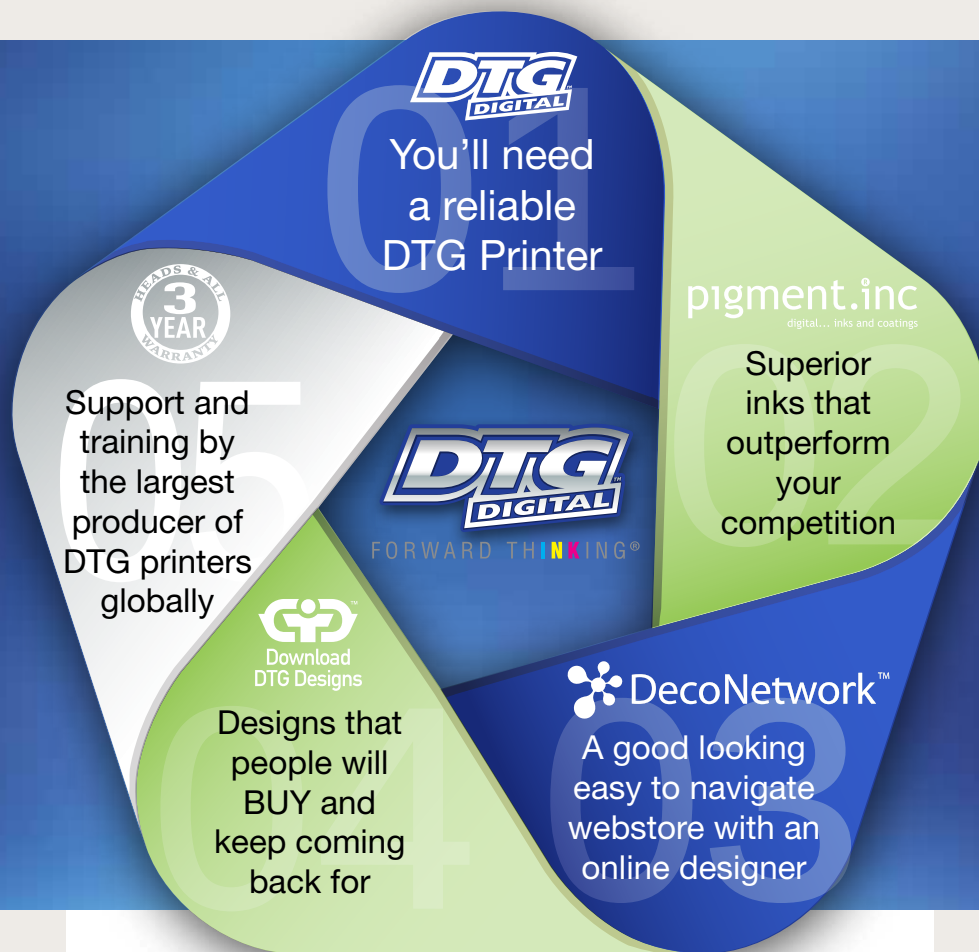 01
DTG
DIGITAL
You’ll need
a reliable
DTG Printer
02
pigment.inc
digital... inks and coatings
Superior
inks that
outperform
your
competition
03
DecoNetwork™
A good looking
easy to navigate
webstore with an
online designer
04
Download
DTG Designs
Designs that
people will
BUY and
keep coming
back for
05
HEADS & ALL
3
YEAR
WARRANTY
Support and
training by
the largest
producer of
DTG printers
globally
DTG™
DIGITAL
FORWARD THINKING®